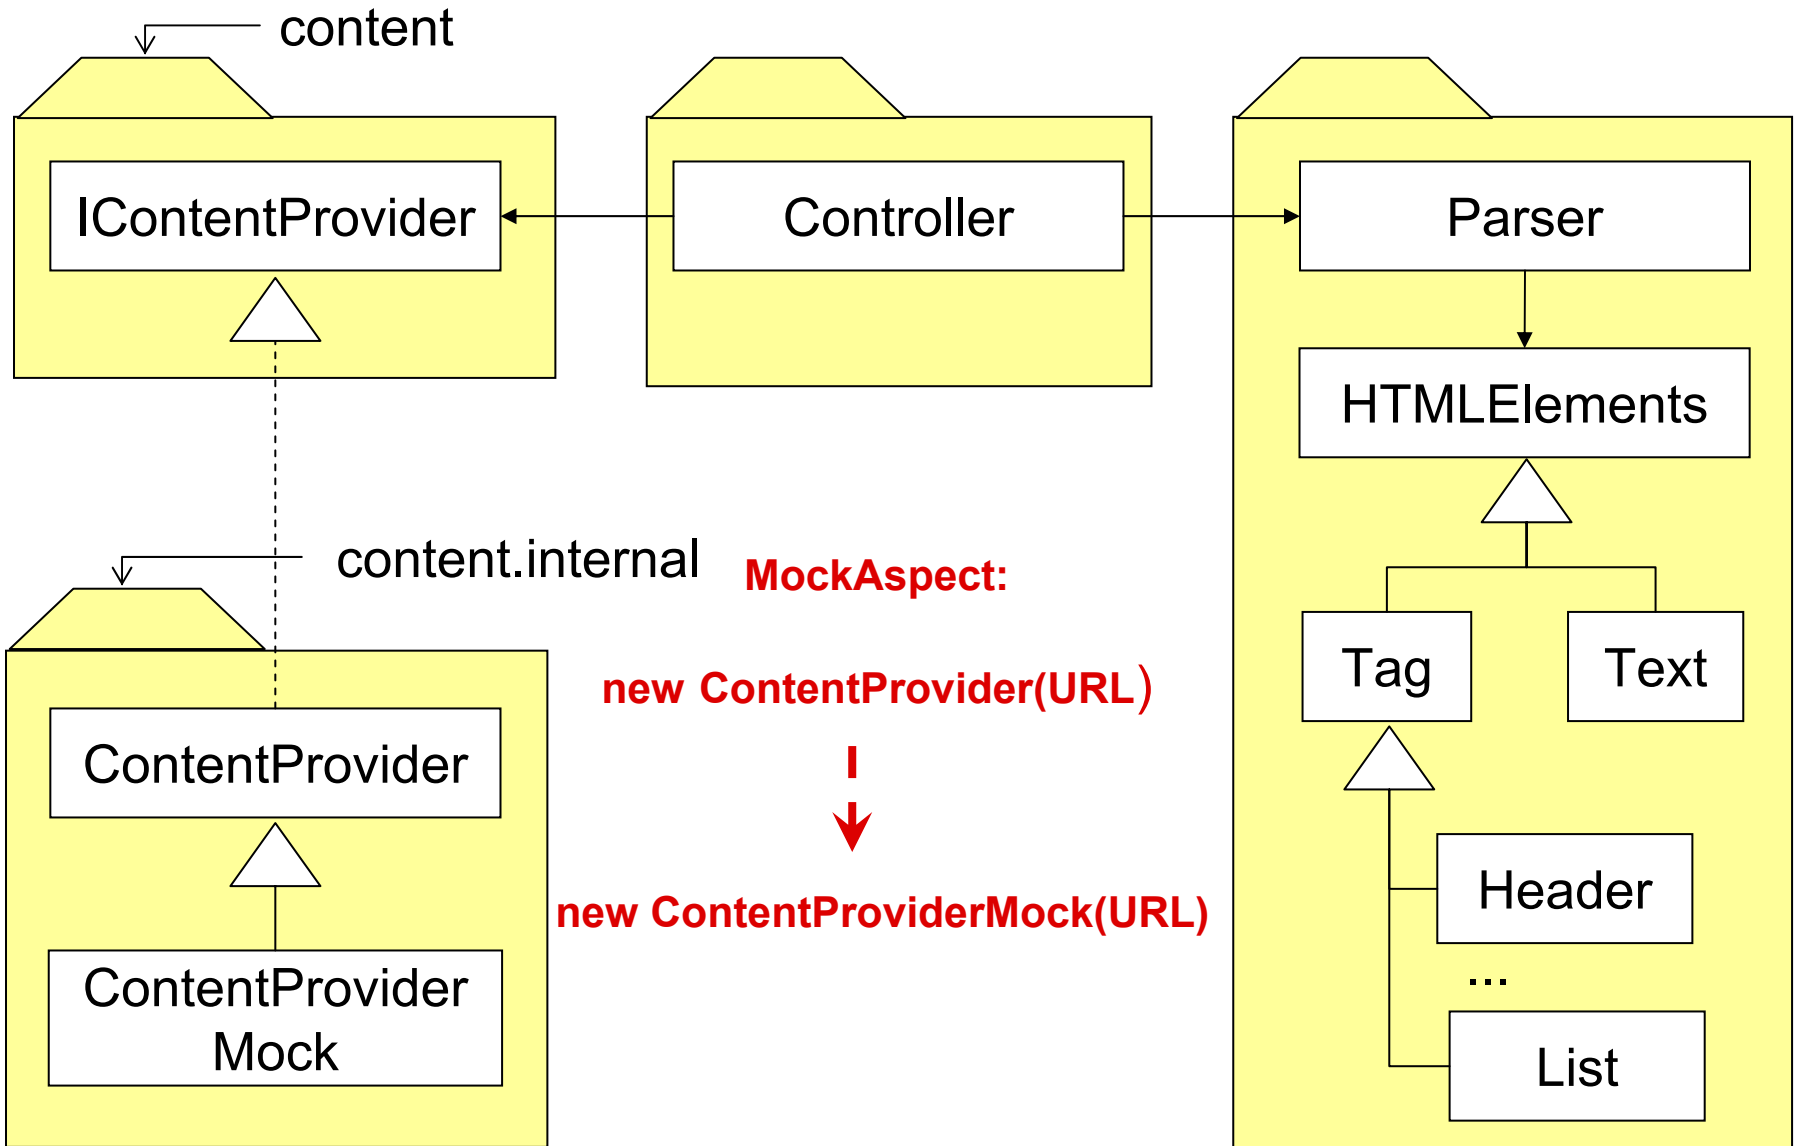 content
IContentProvider
Controller
Parser
HTMLElements
content.internal
MockAspect:
Tag
Text
new ContentProvider(URL)
ContentProvider
Header
new ContentProviderMock(URL)
...
ContentProvider
Mock
List